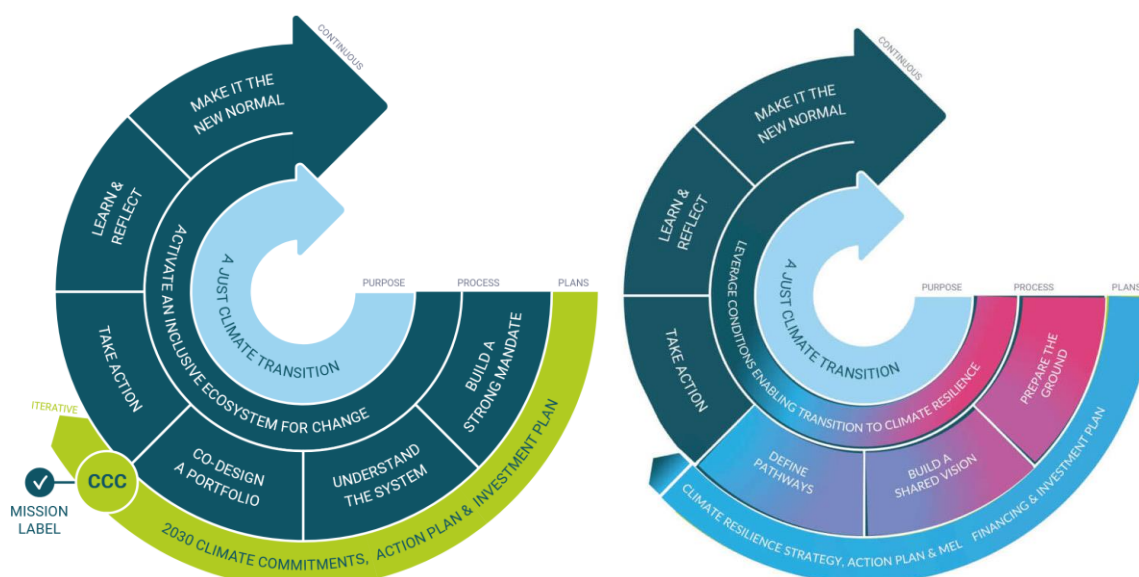 CONTINUOUS
MAKE IT THE
NEW NORMAL
LEARN &
REFLECT
TAKE ACTION
CO-DESIGN
A PORTFOLIO
UNDERSTAND
THE SYSTEM
BUILD A
STRONG MANDATE
ACTIVATE AN INCLUSIVE ECOSYSTEM FOR CHANGE
A JUST CLIMATE TRANSITION
PURPOSE
PROCESS
PLANS
ITERATIVE
CCC
MISSION
LABEL
2030 CLIMATE COMMITMENTS, ACTION PLAN & INVESTMENT PLAN
CONTINUOUS
MAKE IT THE
NEW NORMAL
LEARN &
REFLECT
TAKE ACTION
DEFINE
PATHWAYS
BUILD A
SHARED VISION
PREPARE THE
GROUND
LEVERAGE CONDITIONS ENABLING TRANSITION TO CLIMATE RESILIENCE
A JUST CLIMATE TRANSITION
PURPOSE
PROCESS
PLANS
CLIMATE RESILIENCE STRATEGY, ACTION PLAN & MEL FINANCING & INVESTMENT PLAN